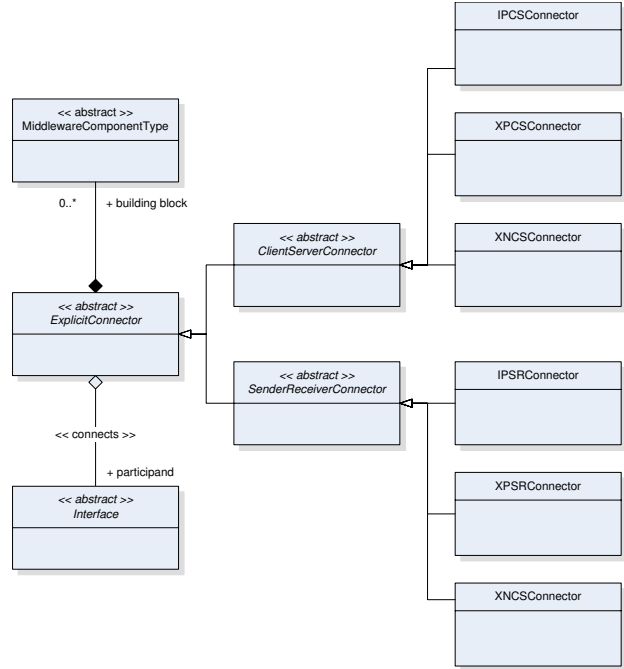 IPCSConnector
<< abstract >>
MiddlewareComponentType
XPCSConnector
0..*
+ building block
<< abstract >>
ClientServerConnector
XNCSConnector
<< abstract >>
ExplicitConnector
<< abstract >>
SenderReceiverConnector
IPSRConnector
<< connects >>
+ participand
XPSRConnector
<< abstract >>
Interface
XNCSConnector